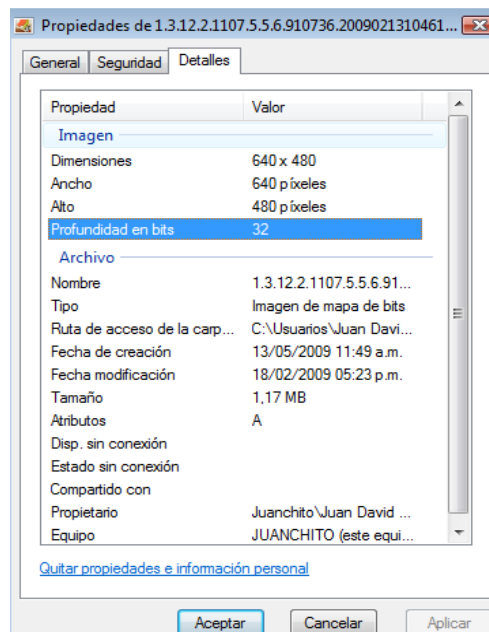 Propiedades de 1.3.12.2.1107.5.5.6.910736.2009021310461...
General Seguridad Detalles
Propiedad Valor
Imagen
Dimensiones 640 x 480
Ancho 640 píxeles
Alto 480 píxeles
Profundidad en bits 32
Archivo
Nombre 1.3.12.2.1107.5.5.6.91...
Tipo Imagen de mapa de bits
Ruta de acceso de la carp... C:\Usuarios\Juan Davi...
Fecha de creación 13/05/2009 11:49 a.m.
Fecha modificación 18/02/2009 05:23 p.m.
Tamaño 1,17 MB
Atributos A
Disp. sin conexión
Estado sin conexión
Compartido con
Propietario Juanchito\Juan David ...
Equipo JUANCHITO (este equi...
Quitar propiedades e información personal
Aceptar Cancelar Aplicar